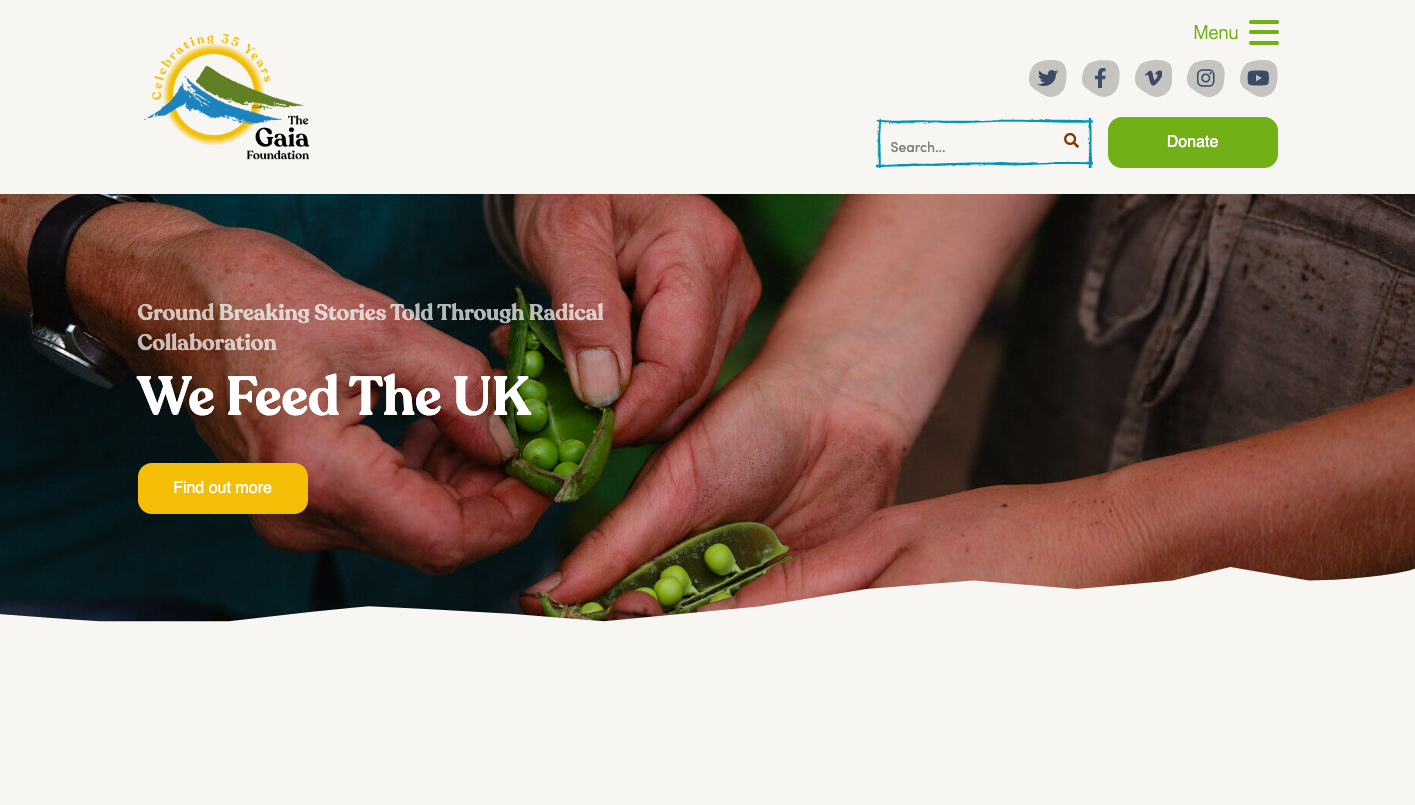 Celebrating 35 Years
The
Gaia
Foundation
Menu
Search...
Donate
Ground Breaking Stories Told Through Radical
Collaboration
We Feed The UK
Find out more